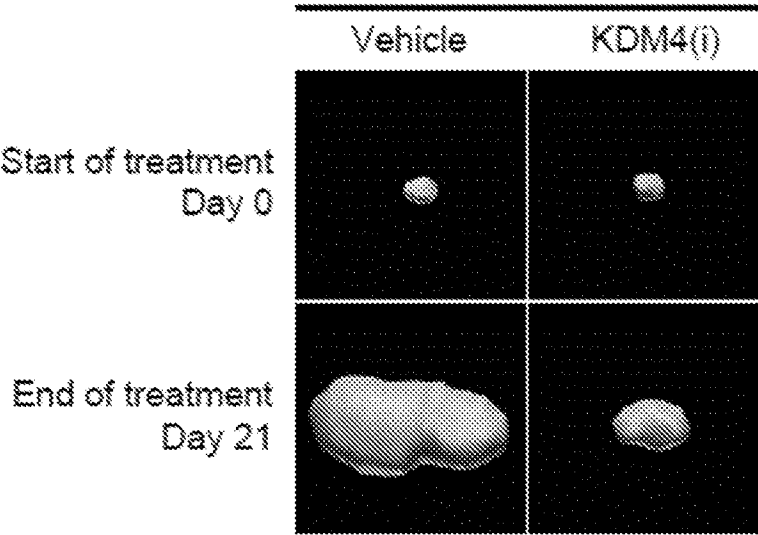 Vehicle KDM4(i)
Start of treatment
Day 0
End of treatment
Day 21